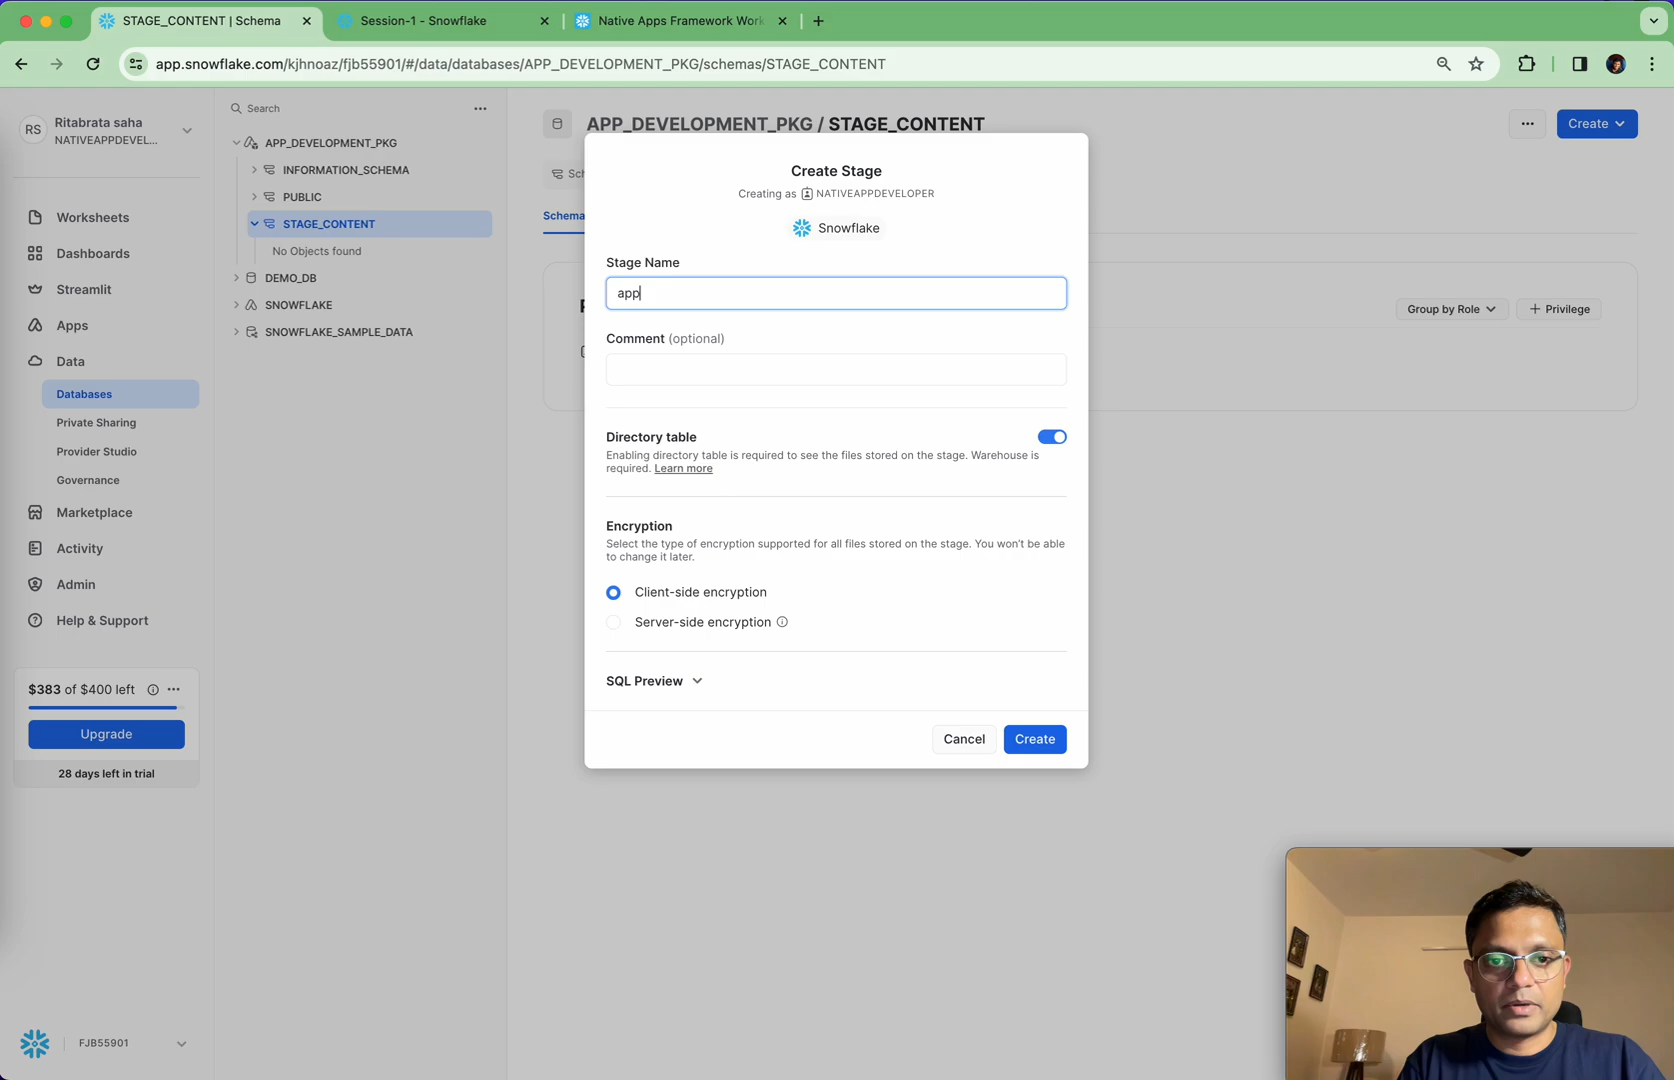 STAGE_CONTENT | Schema
Session-1 - Snowflake
Native Apps Framework Work
app.snowflake.com/kjhnoaz/fjb55901/#/data/databases/APP_DEVELOPMENT_PKG/schemas/STAGE_CONTENT
RS
Ritabrata saha
NATIVEAPPDEVEL...
Worksheets
Dashboards
Streamlit
Apps
Data
Databases
Private Sharing
Provider Studio
Governance
Marketplace
Activity
Admin
Help & Support
$383 of $400 left
Upgrade
28 days left in trial
FJB55901
Search
APP_DEVELOPMENT_PKG
INFORMATION_SCHEMA
PUBLIC
STAGE_CONTENT
No Objects found
DEMO_DB
SNOWFLAKE
SNOWFLAKE_SAMPLE_DATA
APP_DEVELOPMENT_PKG / STAGE_CONTENT
Create
Schema
Group by Role
+ Privilege
Create Stage
Creating as NATIVEAPPDEVELOPER
Snowflake
Stage Name
app
Comment (optional)
Directory table
Enabling directory table is required to see the files stored on the stage. Warehouse is
required. Learn more
Encryption
Select the type of encryption supported for all files stored on the stage. You won't be able
to change it later.
Client-side encryption
Server-side encryption
SQL Preview
Cancel
Create